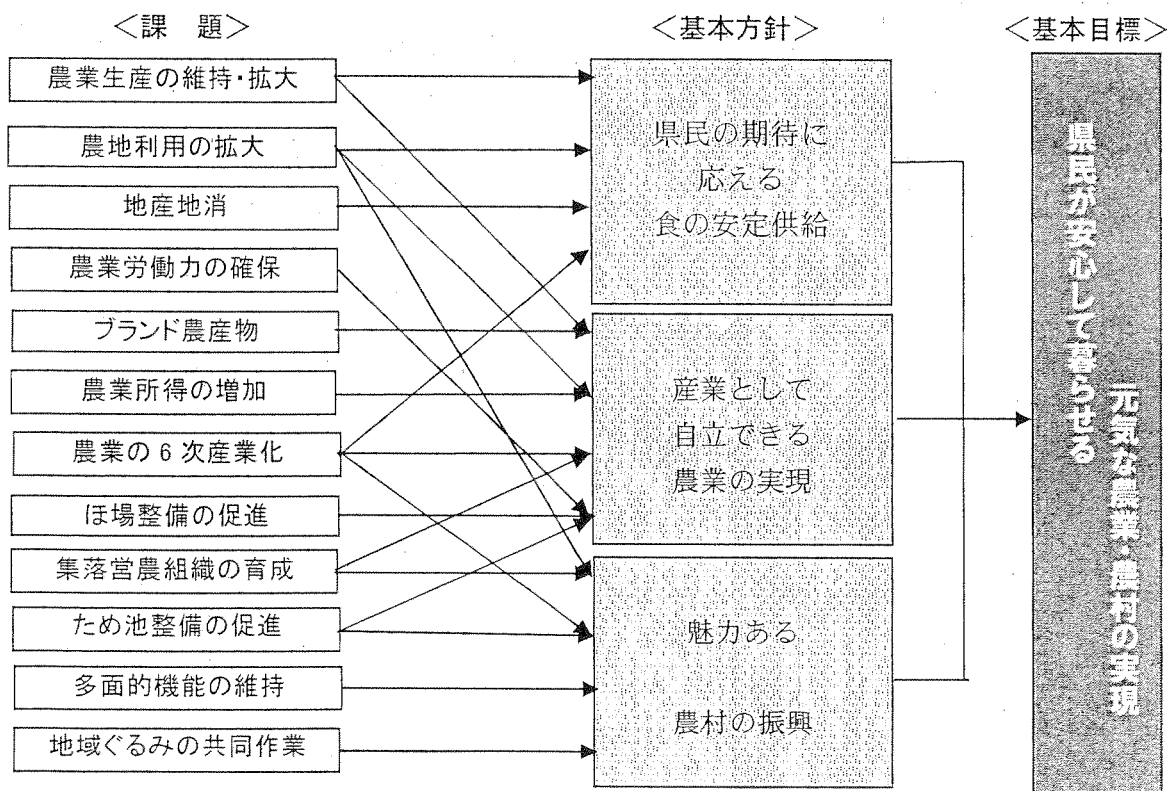 ＜課　題＞
農業生産の維持・拡大
農地利用の拡大
地産地消
農業労働力の確保
ブランド農産物
農業所得の増加
農業の６次産業化
ほ場整備の促進
集落営農組織の育成
ため池整備の促進
多面的機能の維持
地域ぐるみの共同作業
＜基本方針＞
県民の期待に
応える
食の安定供給
産業として
自立できる
農業の実現
魅力ある
農村の振興
＜基本目標＞
県民が安心して暮らせる
元気な農業・農村の実現